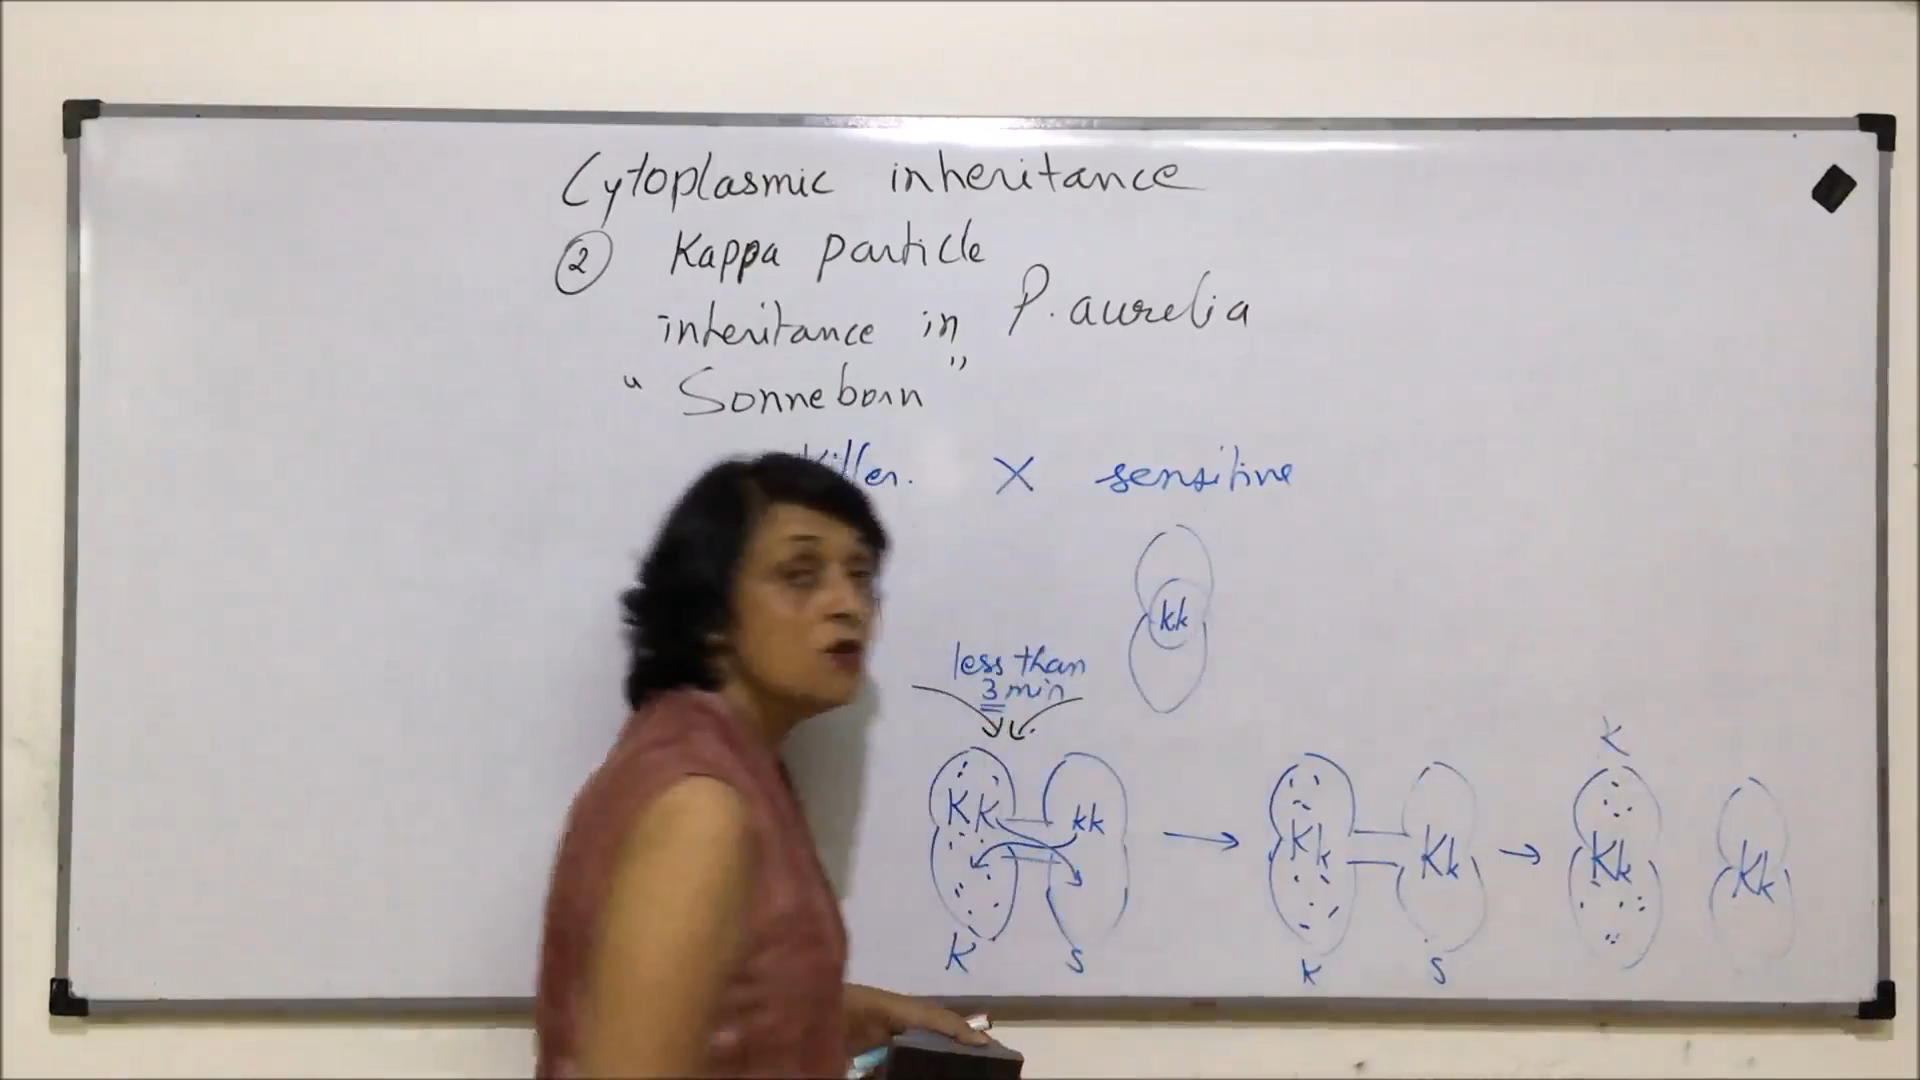 Cytoplasmic inheritance
② Kappa particle
inheritance in P. aurelia
"Sonneborn"
Killer. X sensitive
kk
less than
3 min
KK kk → Kk Kk → Kk Kk
K
K s K s